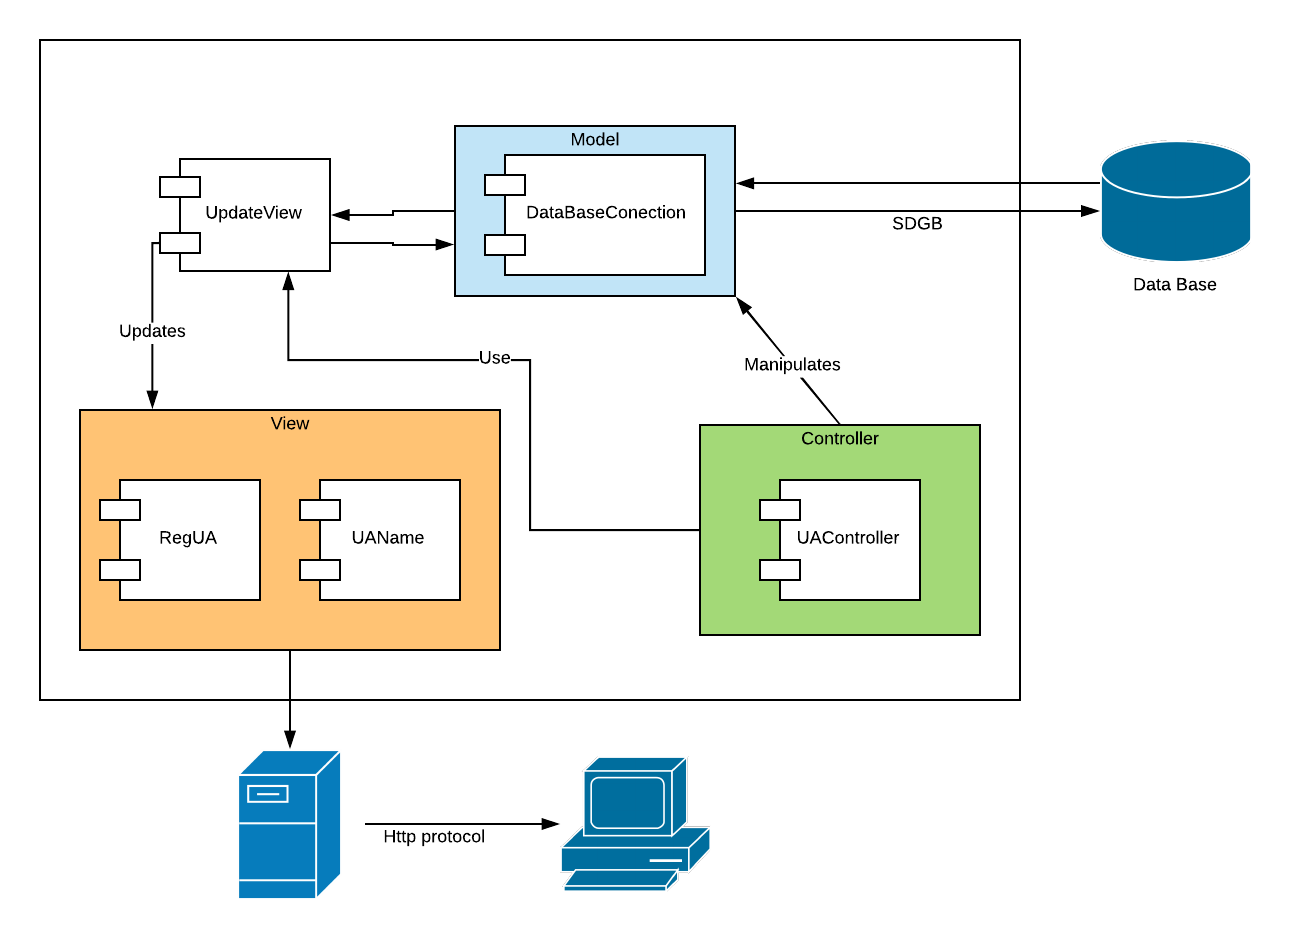 Model
UpdateView
DataBaseConection
SDGB
Data Base
Updates
Use
Manipulates
View
Controller
RegUA
UAName
UAController
Http protocol